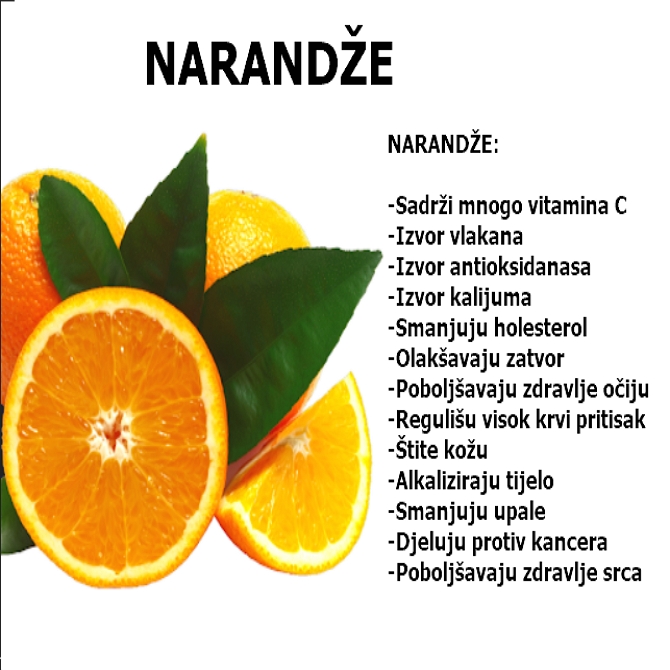 NARANDŽE
NARANDŽE:
-Sadrži mnogo vitamina C
-Izvor vlakana
-Izvor antioksidanasa
-Izvor kalijuma
-Smanjuju holesterol
-Olakšavaju zatvor
-Poboljšavaju zdravlje očiju
-Regulišu visok krvi pritisak
-Štite kožu
-Alkaliziraju tijelo
-Smanjuju upale
-Djeluju protiv kancera
-Poboljšavaju zdravlje srca